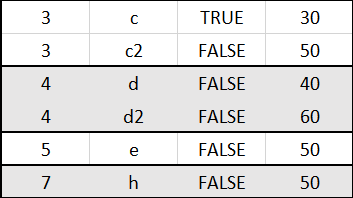 3 c TRUE 30
3 c2 FALSE 50
4 d FALSE 40
4 d2 FALSE 60
5 e FALSE 50
7 h FALSE 50